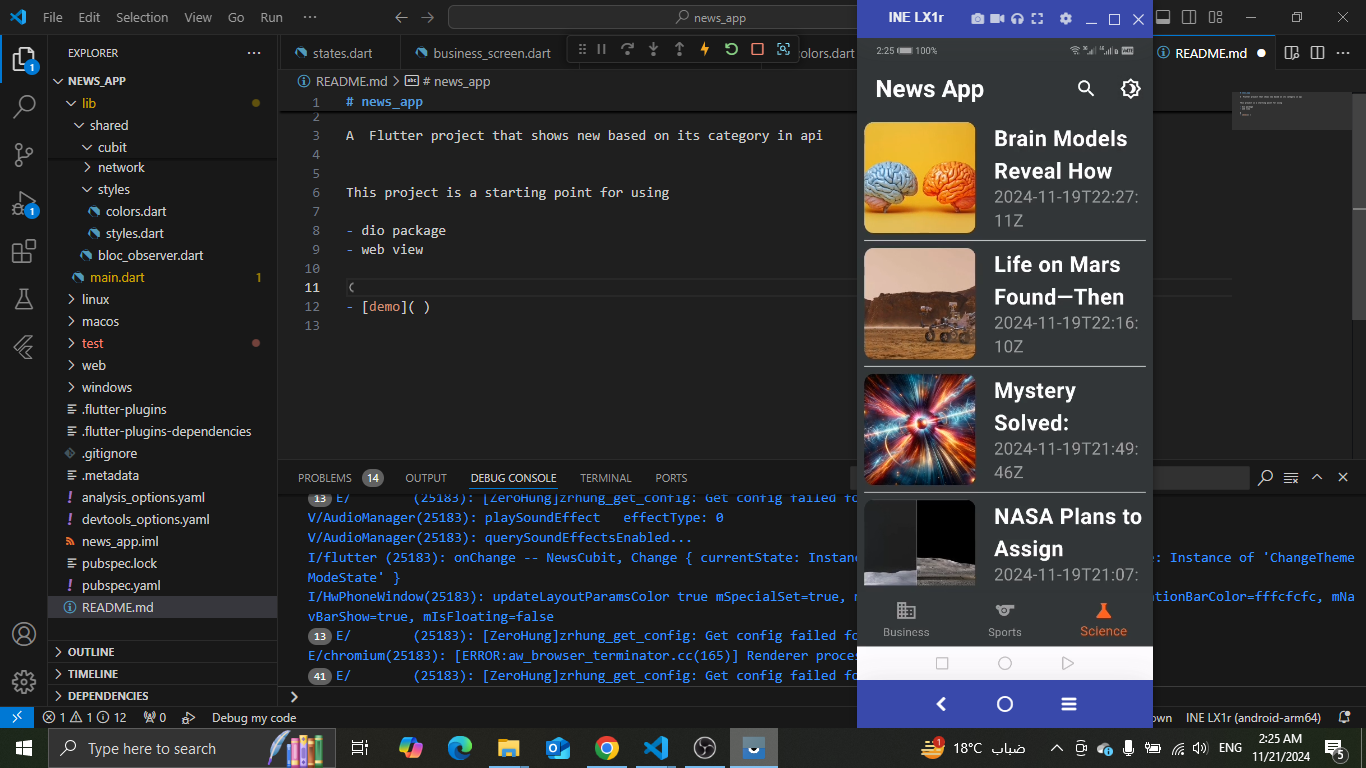 File Edit Selection View Go Run ··· news_app
EXPLORER ···
NEWS_APP
lib
shared
cubit
network
styles
colors.dart
styles.dart
bloc_observer.dart
main.dart 1
linux
macos
test
web
windows
.flutter-plugins
.flutter-plugins-dependencies
.gitignore
.metadata
analysis_options.yaml
devtools_options.yaml
news_app.iml
pubspec.lock
pubspec.yaml
README.md
OUTLINE
TIMELINE
DEPENDENCIES
states.dart business_screen.dart olors.dart README.md
README.md > # news_app
1 # news_app
2
3 A  Flutter project that shows new based on its category in api
4
5
6 This project is a starting point for using
7
8 - dio package
9 - web view
10
11 (
12 - [demo]( )
13
PROBLEMS 14 OUTPUT DEBUG CONSOLE TERMINAL PORTS
13 E/ (25183): [ZeroHung]zrhung_get_config: Get config failed fo
V/AudioManager(25183): playSoundEffect   effectType: 0
V/AudioManager(25183): querySoundEffectsEnabled...
I/flutter (25183): onChange -- NewsCubit, Change { currentState: Instan : Instance of 'ChangeTheme
ModeState' }
I/HwPhoneWindow(25183): updateLayoutParamsColor true mSpecialSet=true, ationBarColor=fffcfcfc, mNa
vBarShow=true, mIsFloating=false
13 E/ (25183): [ZeroHung]zrhung_get_config: Get config failed fo
E/chromium(25183): [ERROR:aw_browser_terminator.cc(165)] Renderer proces
41 E/ (25183): [ZeroHung]zrhung_get_config: Get config failed fo
INE LX1r
2:25 100%
News App
Brain Models
Reveal How
2024-11-19T22:27:
11Z
Life on Mars
Found—Then
2024-11-19T22:16:
10Z
Mystery
Solved:
2024-11-19T21:49:
46Z
NASA Plans to
Assign
2024-11-19T21:07:
Business Sports Science
1 1 12 0 Debug my code own INE LX1r (android-arm64)
Type here to search
1 18°C ضباب ENG 2:25 AM
11/21/2024 5